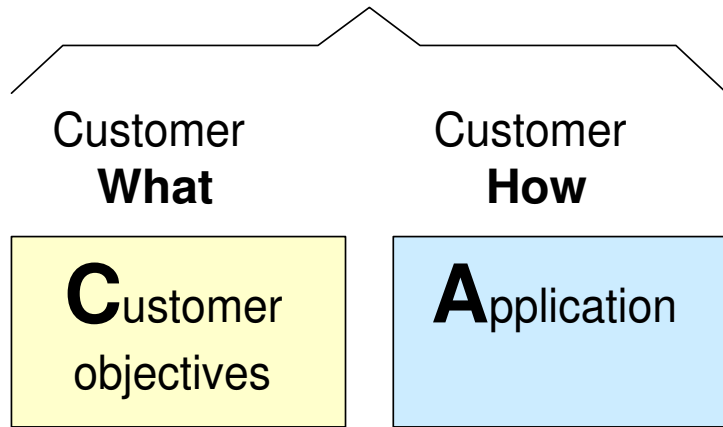 Customer
What
Customer
How
Customer
objectives
Application